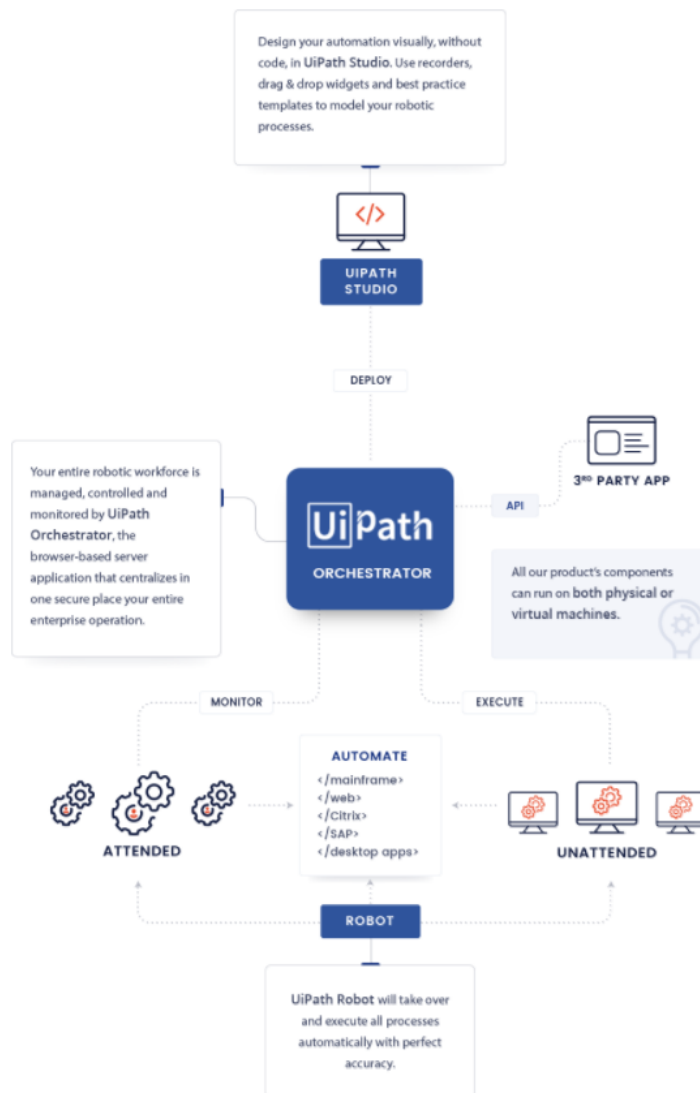 Design your automation visually, without
code, in UiPath Studio. Use recorders,
drag & drop widgets and best practice
templates to model your robotic
processes.
</>
UIPATH
STUDIO
DEPLOY
Your entire robotic workforce is
managed, controlled and
monitored by UiPath
Orchestrator, the
browser-based server
application that centralizes in
one secure place your entire
enterprise operation.
UiPath
ORCHESTRATOR
API
3RD PARTY APP
All our product's components
can run on both physical or
virtual machines.
MONITOR
EXECUTE
ATTENDED
AUTOMATE
</mainframe>
</web>
</Citrix>
</SAP>
</desktop apps>
UNATTENDED
ROBOT
UiPath Robot will take over
and execute all processes
automatically with perfect
accuracy.